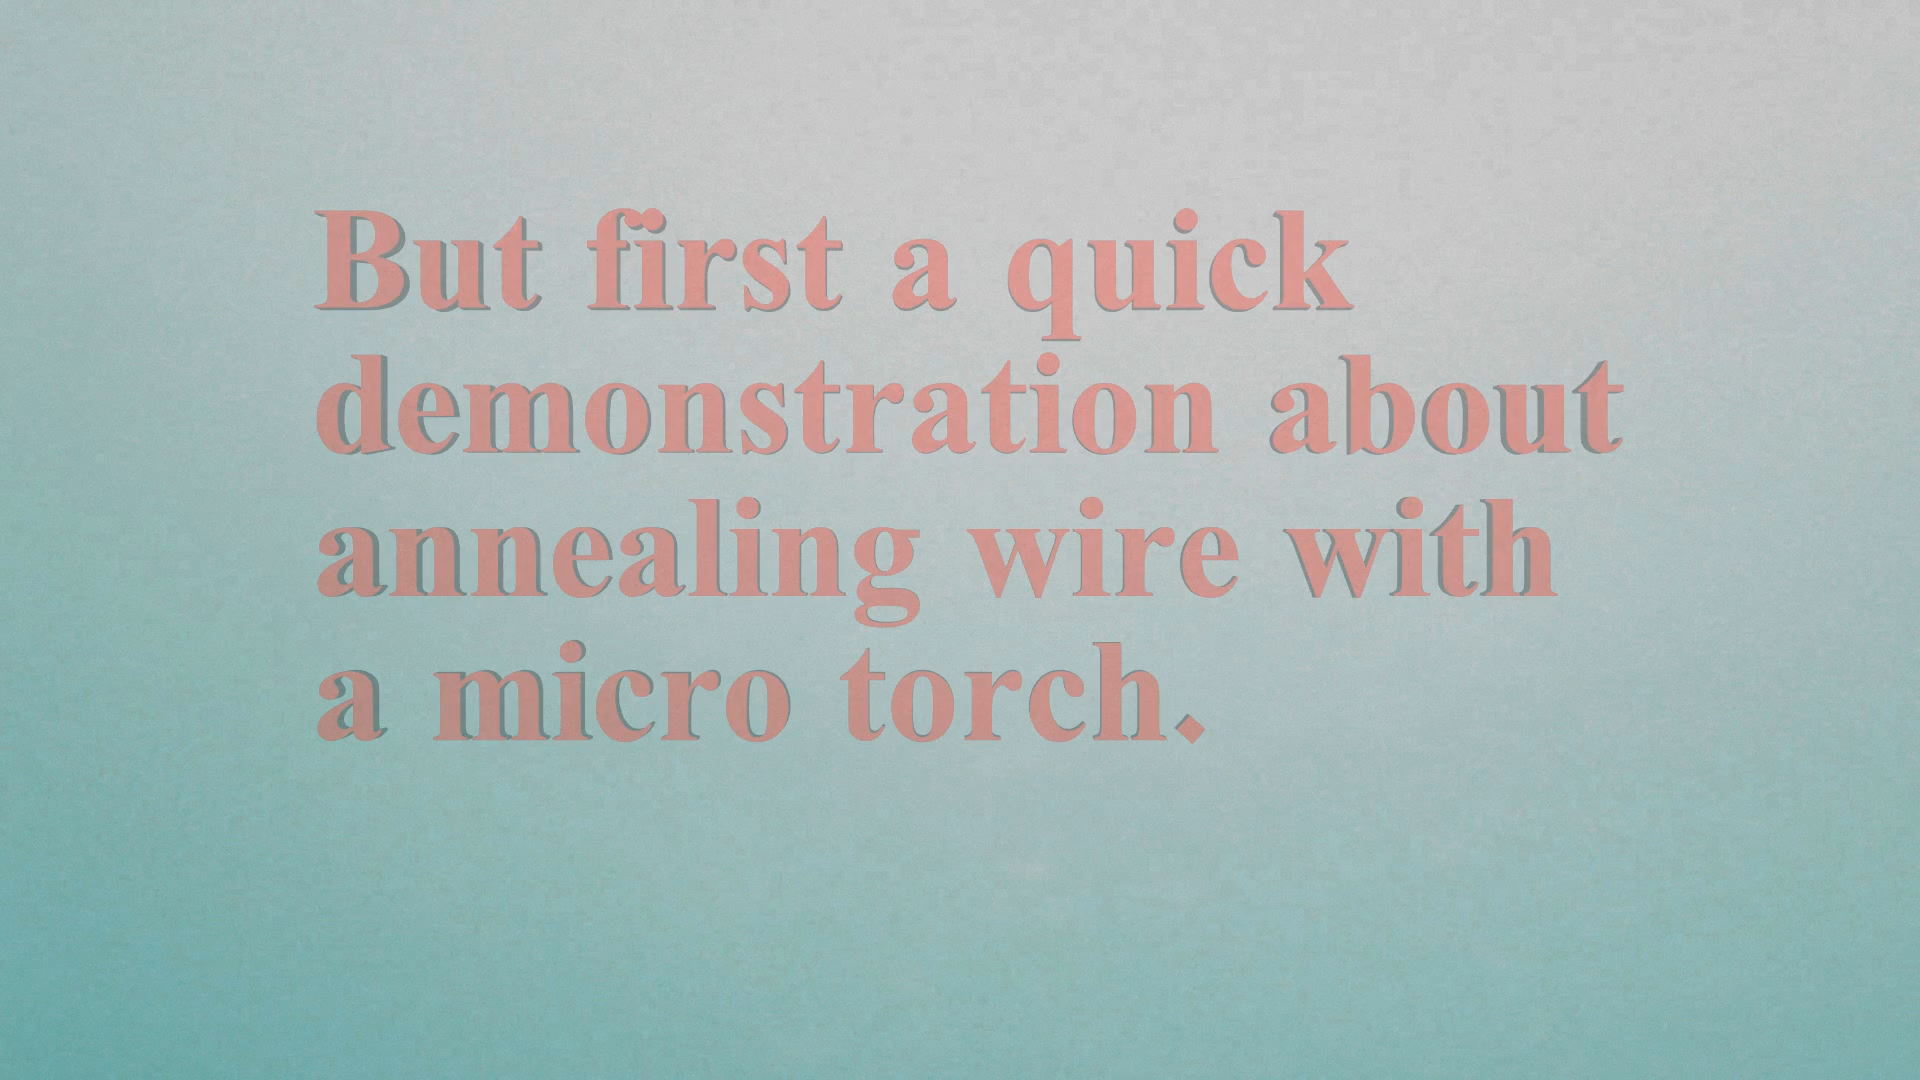 But first a quick
demonstration about
annealing wire with
a micro torch.